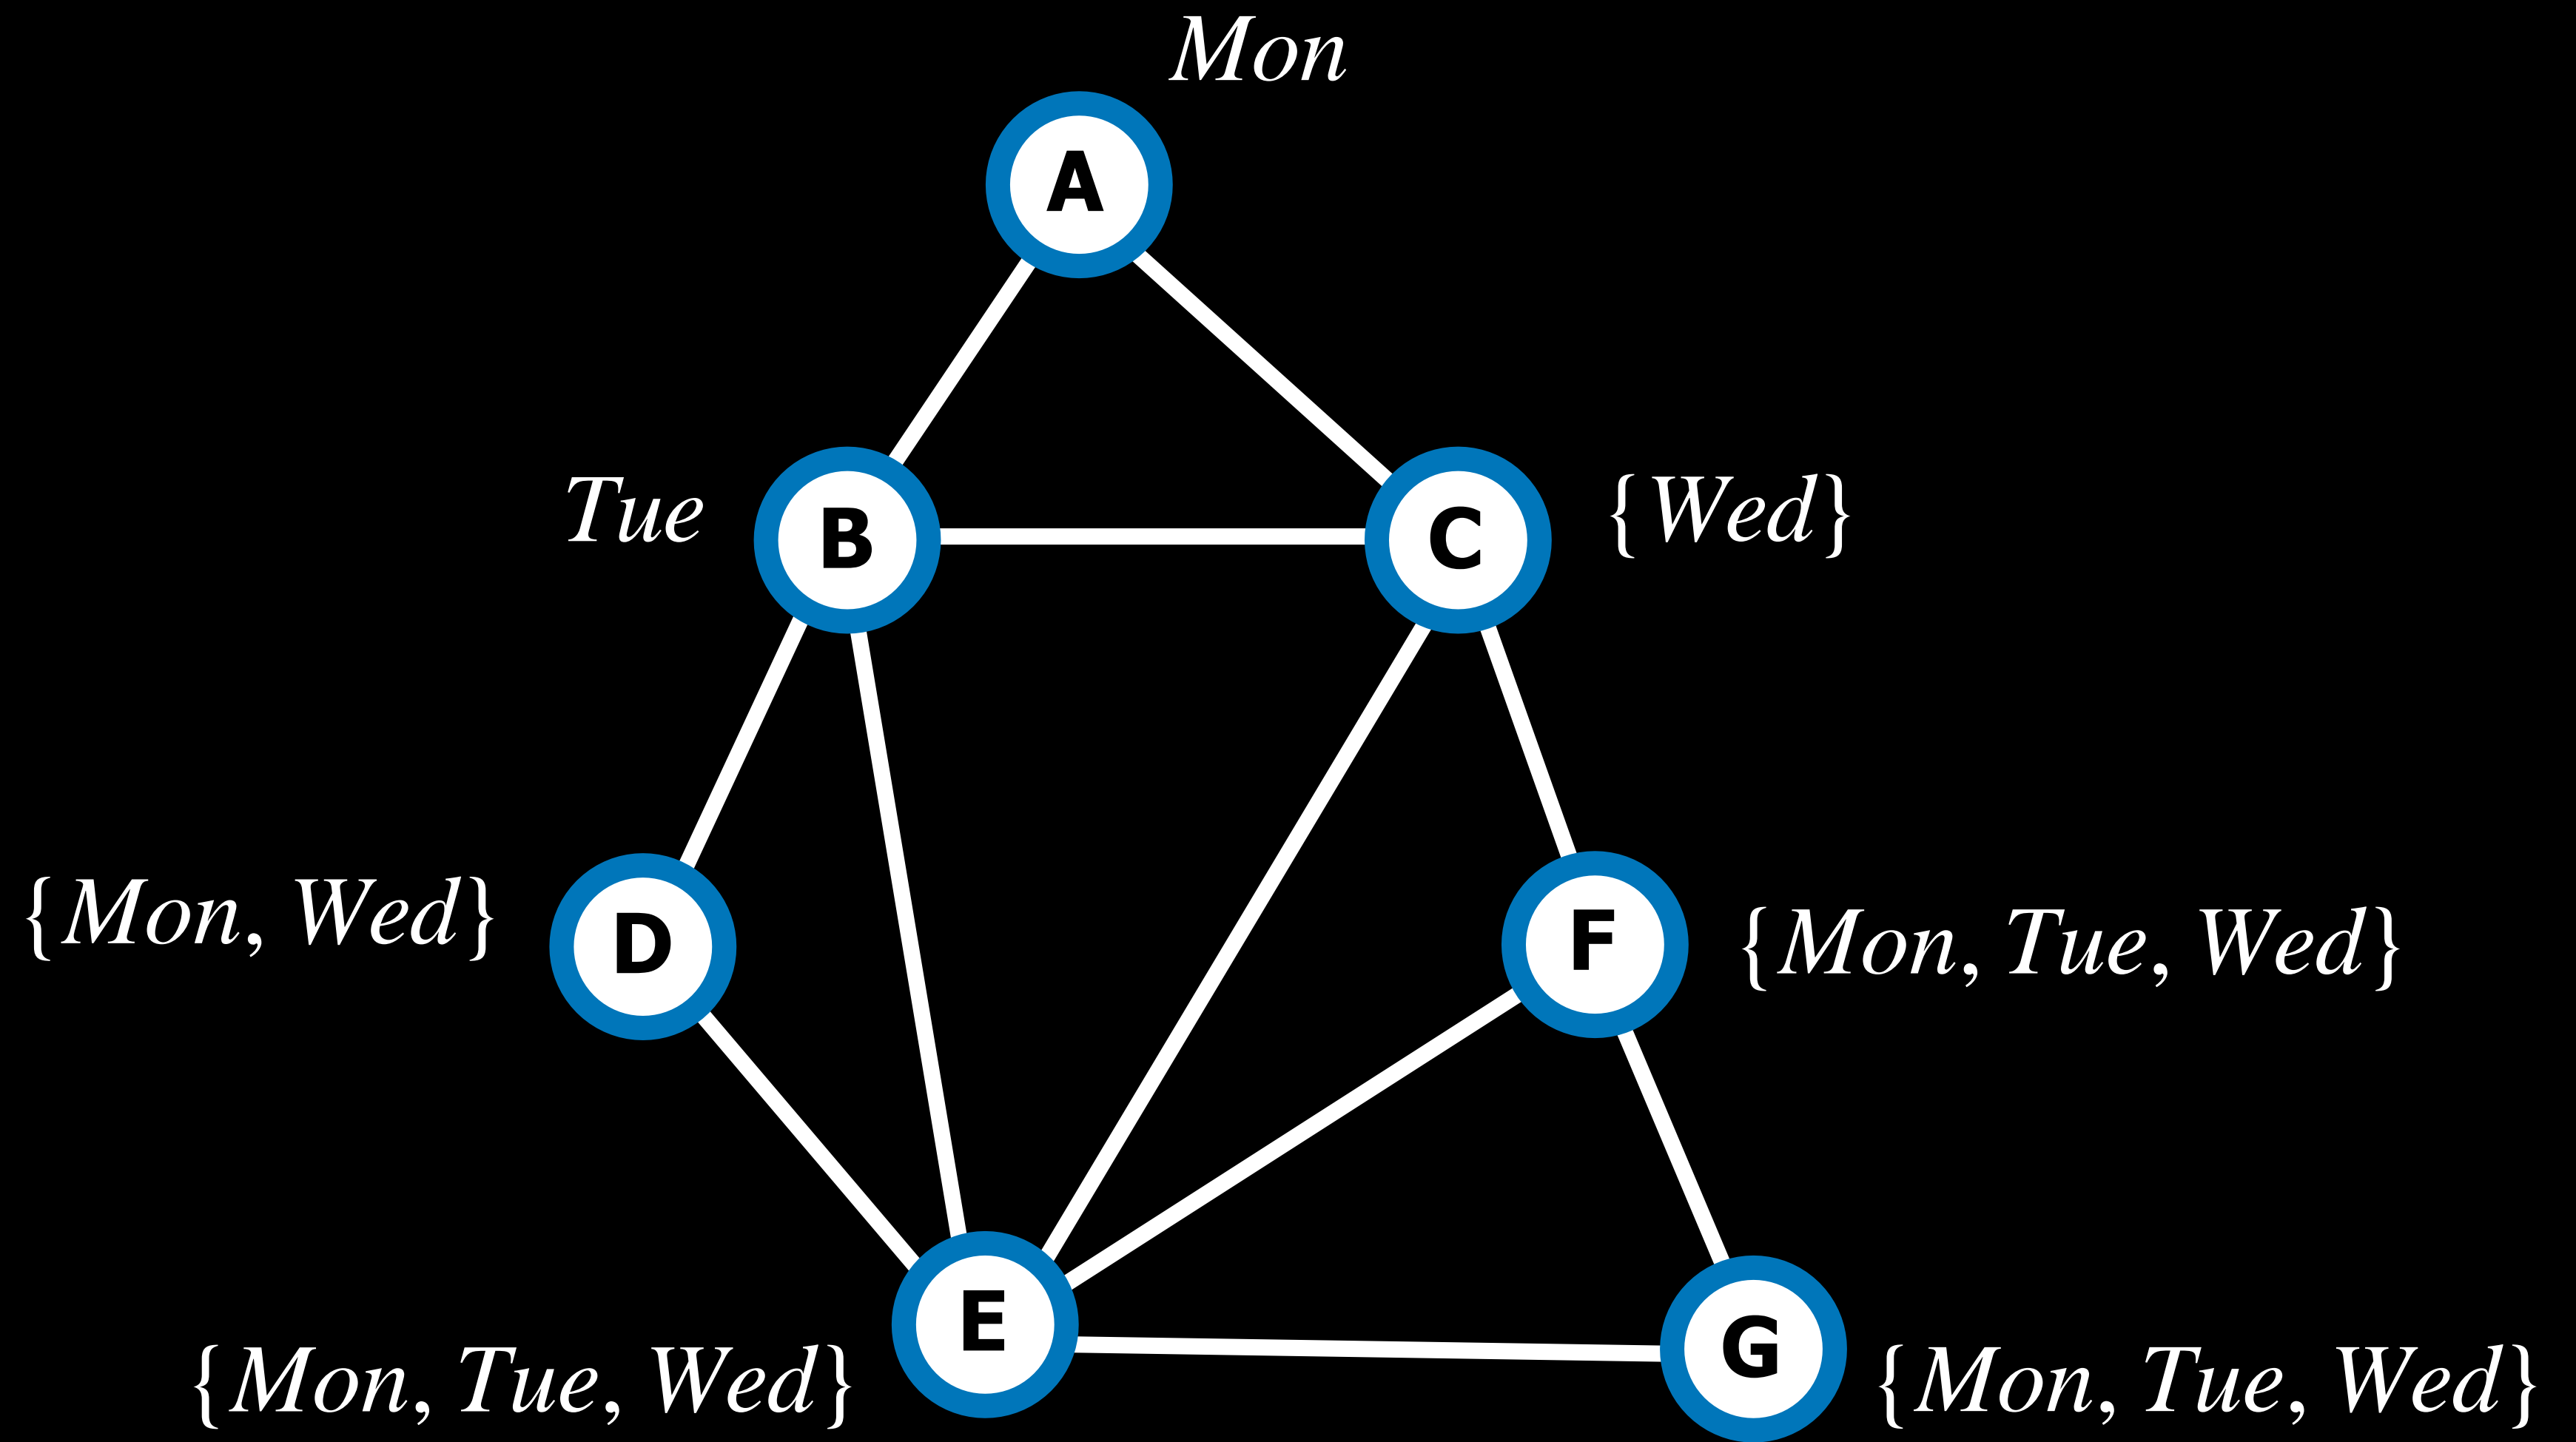 Mon
A
Tue
B
C
{Wed}
{Mon, Wed}
D
F
{Mon, Tue, Wed}
{Mon, Tue, Wed}
E
G
{Mon, Tue, Wed}